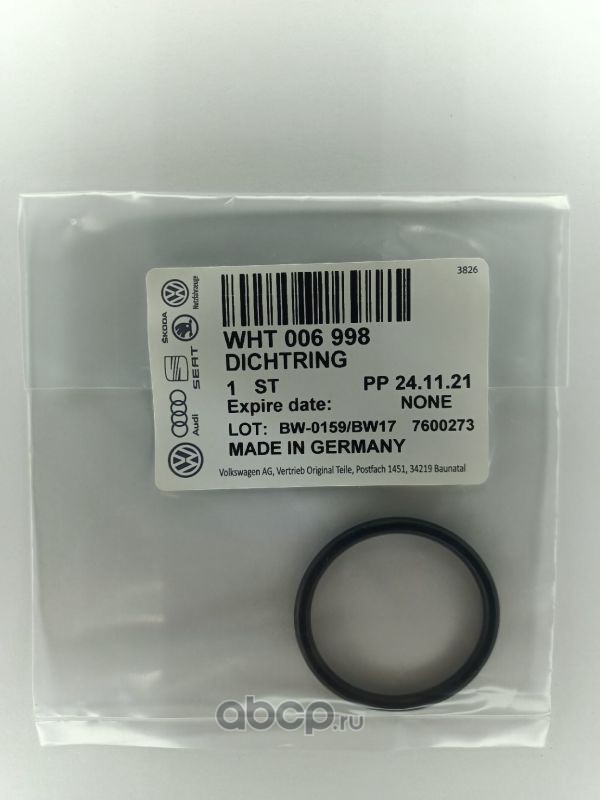 3826
WHT 006 998
DICHTRING
1 ST PP 24.11.21
Expire date: NONE
LOT: BW-0159/BW17 7600273
MADE IN GERMANY
Volkswagen AG, Vertrieb Original Teile, Postfach 1451, 34219 Baunatal
Nutzfahrzeuge
ŠKODA
SEAT
Audi
abcp.ru